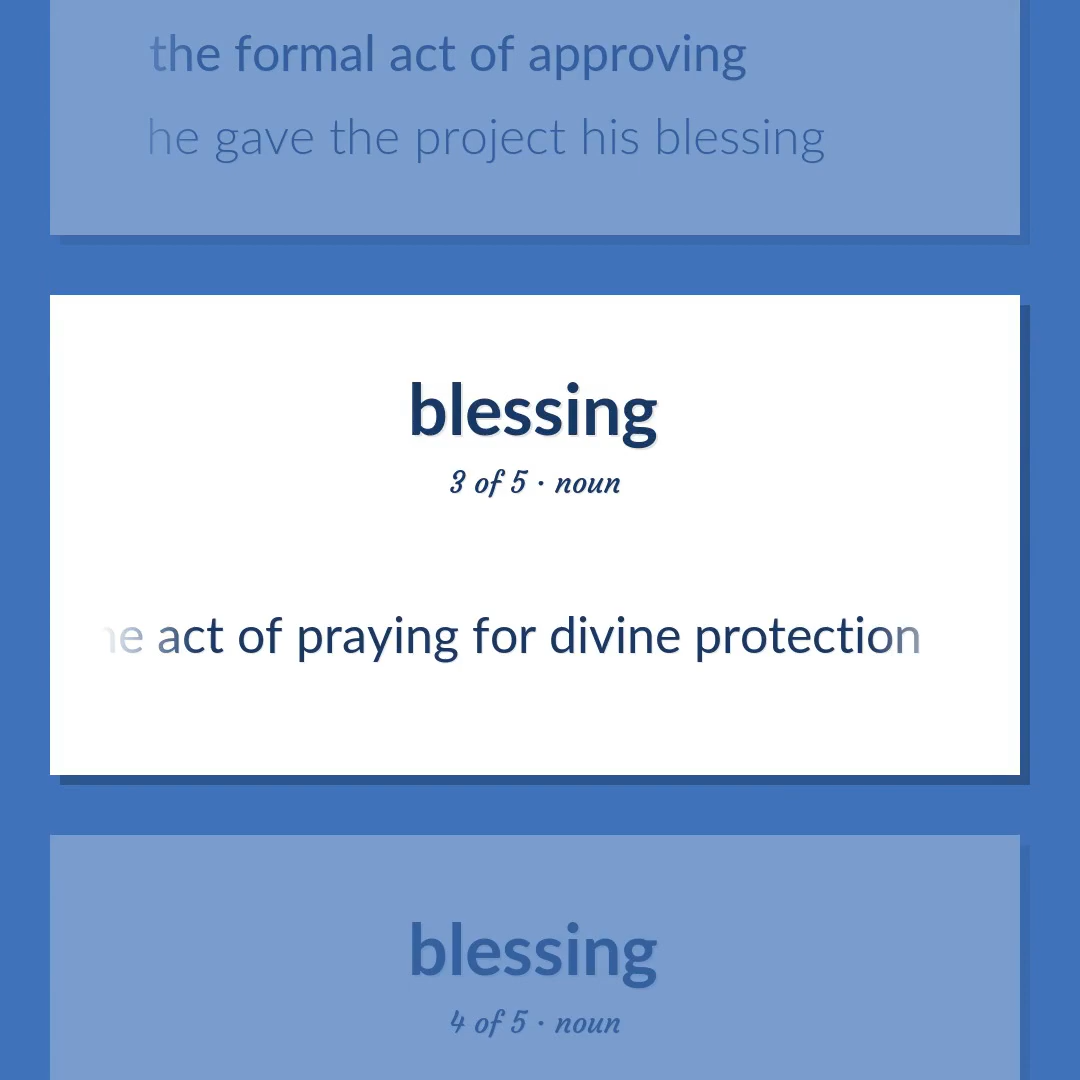 the formal act of approving
he gave the project his blessing
blessing
3 of 5 · noun
act of praying for divine protection
blessing
4 of 5 · noun